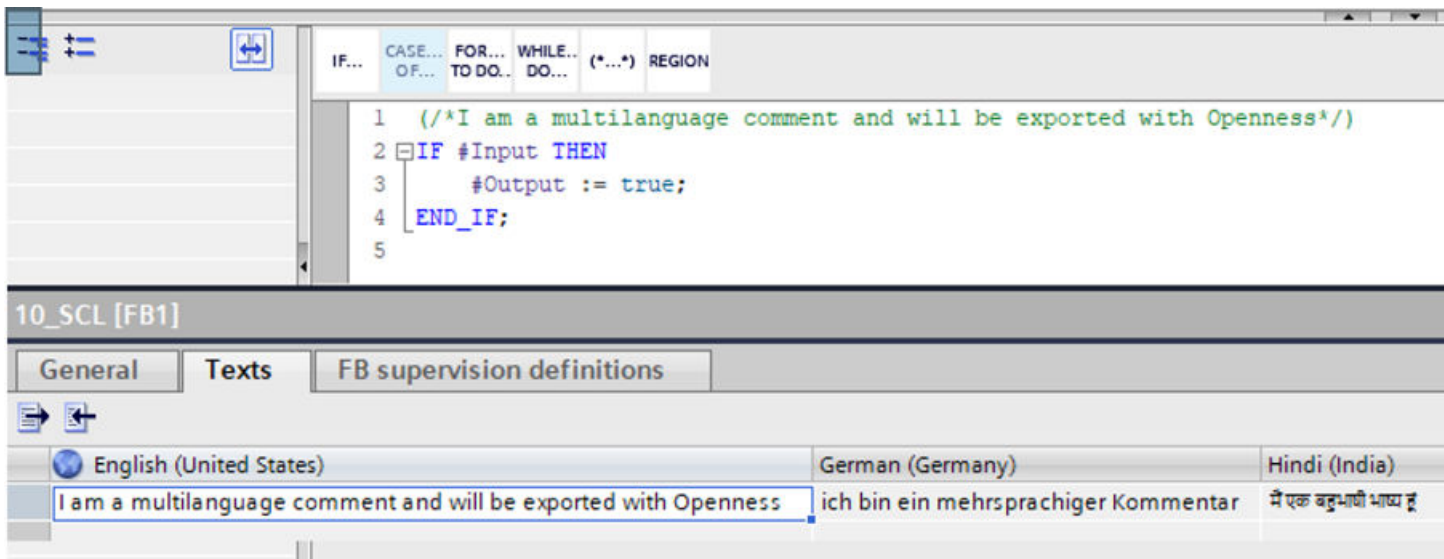 IF... CASE... OF... FOR... TO DO.. WHILE.. DO... (*...*) REGION
1 (/*I am a multilanguage comment and will be exported with Openness*/)
2 IF #Input THEN
3 #Output := true;
4 END_IF;
5
10_SCL [FB1]
General Texts FB supervision definitions
English (United States) German (Germany) Hindi (India)
I am a multilanguage comment and will be exported with Openness ich bin ein mehrsprachiger Kommentar मैं एक बहुभाषी भाष्य हूं